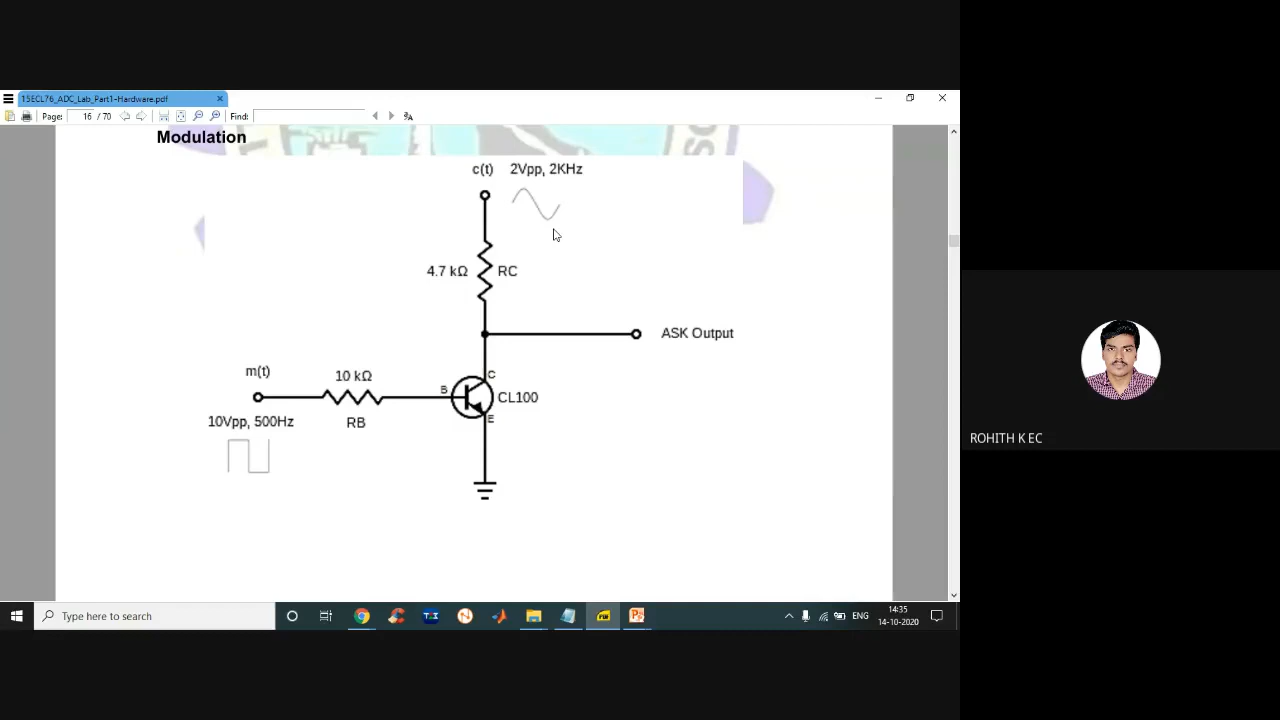 15ECL76_ADC_Lab_Part1-Hardware.pdf
Page: 16 / 70 Find:
Modulation
c(t) 2Vpp, 2KHz
4.7 kΩ RC
ASK Output
m(t) 10 kΩ
C
B
CL100
E
10Vpp, 500Hz RB
ROHITH K EC
Type here to search
ENG
14:35
14-10-2020